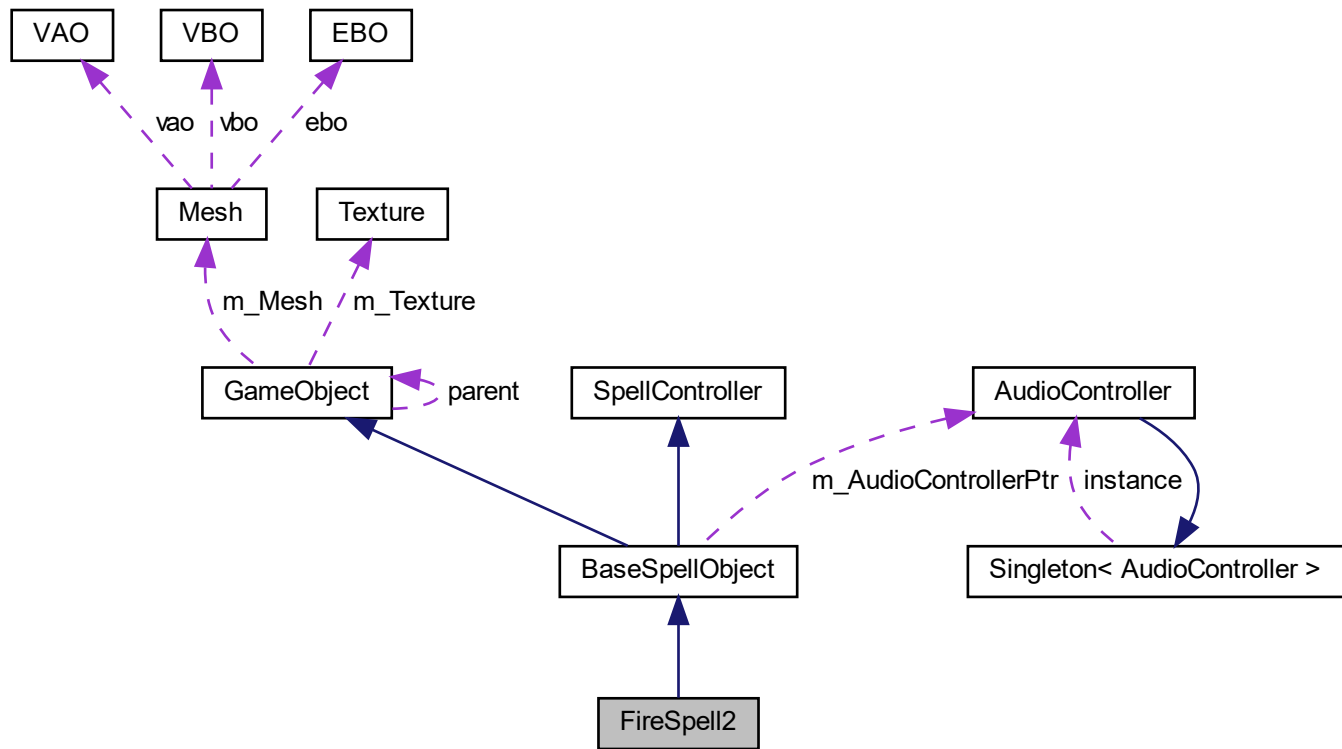 VAO
VBO
EBO
vao
vbo
ebo
Mesh
Texture
m_Mesh
m_Texture
GameObject
parent
SpellController
AudioController
m_AudioControllerPtr
instance
BaseSpellObject
Singleton< AudioController >
FireSpell2